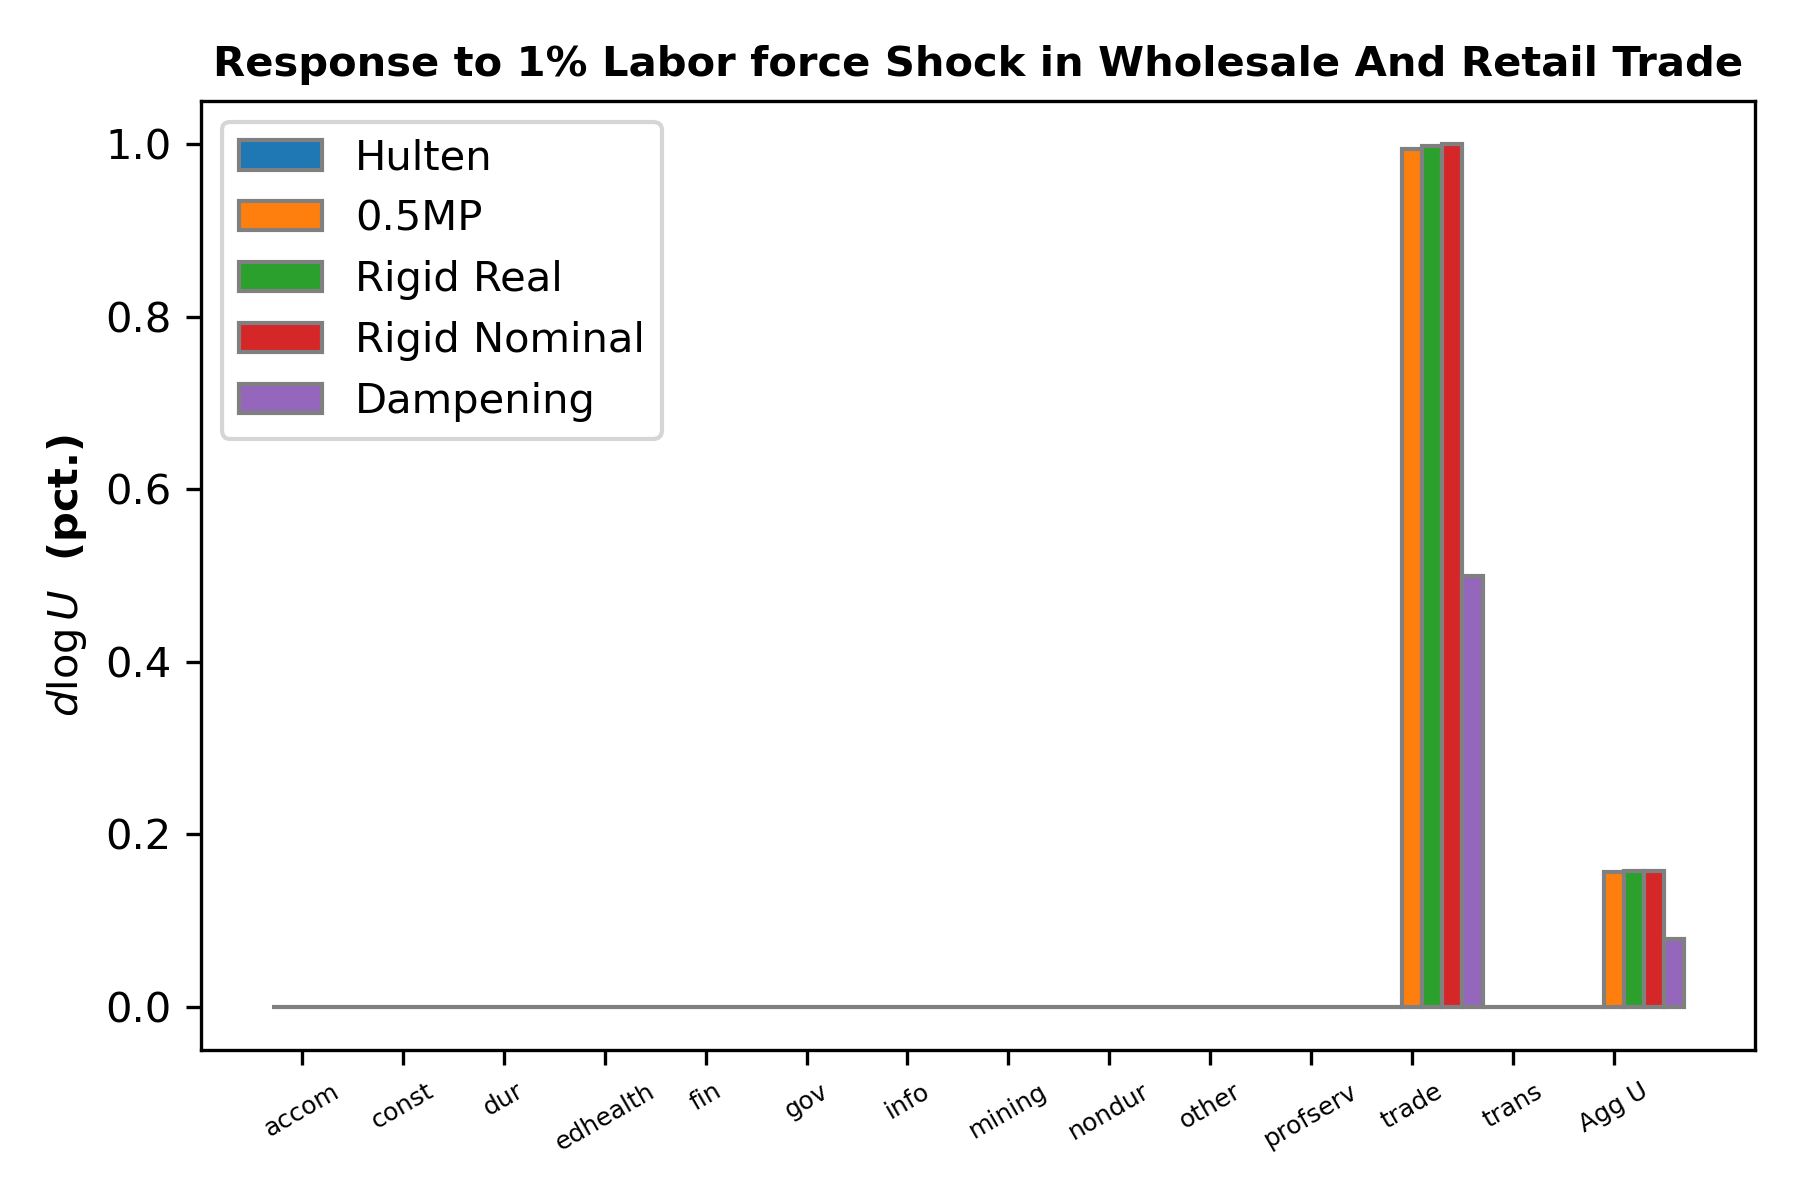 Response to 1% Labor force Shock in Wholesale And Retail Trade
Hulten
0.5MP
Rigid Real
Rigid Nominal
Dampening
dlog U (pct.)
1.0
0.8
0.6
0.4
0.2
0.0
accom
const
dur
edhealth
fin
gov
info
mining
nondur
other
profserv
trade
trans
Agg U